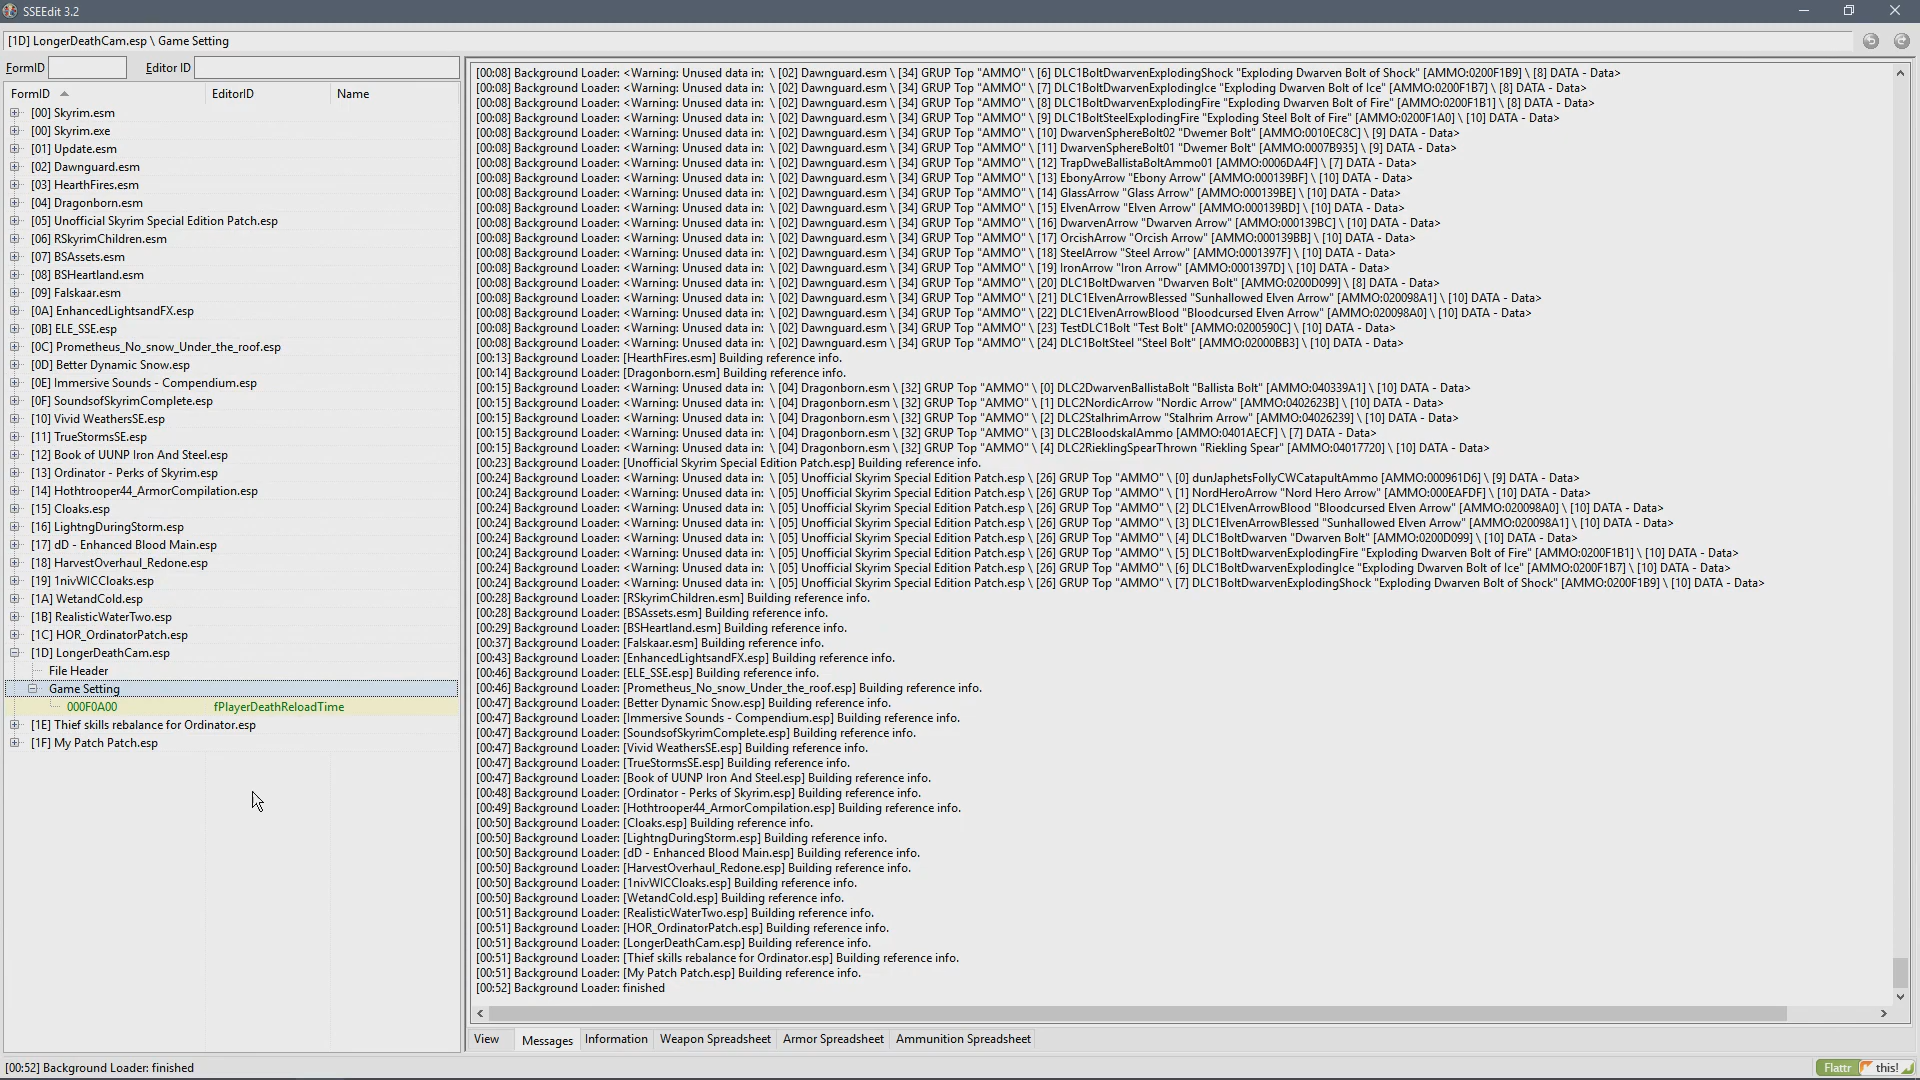 SSEEdit 3.2
[1D] LongerDeathCam.esp \ Game Setting
FormID
Editor ID
FormID EditorID Name
[00] Skyrim.esm
[00] Skyrim.exe
[01] Update.esm
[02] Dawnguard.esm
[03] HearthFires.esm
[04] Dragonborn.esm
[05] Unofficial Skyrim Special Edition Patch.esp
[06] RSkyrimChildren.esm
[07] BSAssets.esm
[08] BSHeartland.esm
[09] Falskaar.esm
[0A] EnhancedLightsandFX.esp
[0B] ELE_SSE.esp
[0C] Prometheus_No_snow_Under_the_roof.esp
[0D] Better Dynamic Snow.esp
[0E] Immersive Sounds - Compendium.esp
[0F] SoundsofSkyrimComplete.esp
[10] Vivid WeathersSE.esp
[11] TrueStormsSE.esp
[12] Book of UUNP Iron And Steel.esp
[13] Ordinator - Perks of Skyrim.esp
[14] Hothtrooper44_ArmorCompilation.esp
[15] Cloaks.esp
[16] LightngDuringStorm.esp
[17] dD - Enhanced Blood Main.esp
[18] HarvestOverhaul_Redone.esp
[19] 1nivWICCloaks.esp
[1A] WetandCold.esp
[1B] RealisticWaterTwo.esp
[1C] HOR_OrdinatorPatch.esp
[1D] LongerDeathCam.esp
File Header
Game Setting
000F0A00 fPlayerDeathReloadTime
[1E] Thief skills rebalance for Ordinator.esp
[1F] My Patch Patch.esp
[00:08] Background Loader: <Warning: Unused data in:  \ [02] Dawnguard.esm \ [34] GRUP Top "AMMO" \ [6] DLC1BoltDwarvenExplodingShock "Exploding Dwarven Bolt of Shock" [AMMO:0200F1B9] \ [8] DATA - Data>
[00:08] Background Loader: <Warning: Unused data in:  \ [02] Dawnguard.esm \ [34] GRUP Top "AMMO" \ [7] DLC1BoltDwarvenExplodingIce "Exploding Dwarven Bolt of Ice" [AMMO:0200F1B7] \ [8] DATA - Data>
[00:08] Background Loader: <Warning: Unused data in:  \ [02] Dawnguard.esm \ [34] GRUP Top "AMMO" \ [8] DLC1BoltDwarvenExplodingFire "Exploding Dwarven Bolt of Fire" [AMMO:0200F1B1] \ [8] DATA - Data>
[00:08] Background Loader: <Warning: Unused data in:  \ [02] Dawnguard.esm \ [34] GRUP Top "AMMO" \ [9] DLC1BoltSteelExplodingFire "Exploding Steel Bolt of Fire" [AMMO:0200F1A0] \ [10] DATA - Data>
[00:08] Background Loader: <Warning: Unused data in:  \ [02] Dawnguard.esm \ [34] GRUP Top "AMMO" \ [10] DwarvenSphereBolt02 "Dwemer Bolt" [AMMO:0010EC8C] \ [9] DATA - Data>
[00:08] Background Loader: <Warning: Unused data in:  \ [02] Dawnguard.esm \ [34] GRUP Top "AMMO" \ [11] DwarvenSphereBolt01 "Dwemer Bolt" [AMMO:0007B935] \ [9] DATA - Data>
[00:08] Background Loader: <Warning: Unused data in:  \ [02] Dawnguard.esm \ [34] GRUP Top "AMMO" \ [12] TrapDweBallistaBoltAmmo01 [AMMO:0006DA4F] \ [7] DATA - Data>
[00:08] Background Loader: <Warning: Unused data in:  \ [02] Dawnguard.esm \ [34] GRUP Top "AMMO" \ [13] EbonyArrow "Ebony Arrow" [AMMO:000139BF] \ [10] DATA - Data>
[00:08] Background Loader: <Warning: Unused data in:  \ [02] Dawnguard.esm \ [34] GRUP Top "AMMO" \ [14] GlassArrow "Glass Arrow" [AMMO:000139BE] \ [10] DATA - Data>
[00:08] Background Loader: <Warning: Unused data in:  \ [02] Dawnguard.esm \ [34] GRUP Top "AMMO" \ [15] ElvenArrow "Elven Arrow" [AMMO:000139BD] \ [10] DATA - Data>
[00:08] Background Loader: <Warning: Unused data in:  \ [02] Dawnguard.esm \ [34] GRUP Top "AMMO" \ [16] DwarvenArrow "Dwarven Arrow" [AMMO:000139BC] \ [10] DATA - Data>
[00:08] Background Loader: <Warning: Unused data in:  \ [02] Dawnguard.esm \ [34] GRUP Top "AMMO" \ [17] OrcishArrow "Orcish Arrow" [AMMO:000139BB] \ [10] DATA - Data>
[00:08] Background Loader: <Warning: Unused data in:  \ [02] Dawnguard.esm \ [34] GRUP Top "AMMO" \ [18] SteelArrow "Steel Arrow" [AMMO:0001397F] \ [10] DATA - Data>
[00:08] Background Loader: <Warning: Unused data in:  \ [02] Dawnguard.esm \ [34] GRUP Top "AMMO" \ [19] IronArrow "Iron Arrow" [AMMO:0001397D] \ [10] DATA - Data>
[00:08] Background Loader: <Warning: Unused data in:  \ [02] Dawnguard.esm \ [34] GRUP Top "AMMO" \ [20] DLC1BoltDwarven "Dwarven Bolt" [AMMO:0200D099] \ [8] DATA - Data>
[00:08] Background Loader: <Warning: Unused data in:  \ [02] Dawnguard.esm \ [34] GRUP Top "AMMO" \ [21] DLC1ElvenArrowBlessed "Sunhallowed Elven Arrow" [AMMO:020098A1] \ [10] DATA - Data>
[00:08] Background Loader: <Warning: Unused data in:  \ [02] Dawnguard.esm \ [34] GRUP Top "AMMO" \ [22] DLC1ElvenArrowBlood "Bloodcursed Elven Arrow" [AMMO:020098A0] \ [10] DATA - Data>
[00:08] Background Loader: <Warning: Unused data in:  \ [02] Dawnguard.esm \ [34] GRUP Top "AMMO" \ [23] TestDLC1Bolt "Test Bolt" [AMMO:0200590C] \ [10] DATA - Data>
[00:08] Background Loader: <Warning: Unused data in:  \ [02] Dawnguard.esm \ [34] GRUP Top "AMMO" \ [24] DLC1BoltSteel "Steel Bolt" [AMMO:02000BB3] \ [10] DATA - Data>
[00:13] Background Loader: [HearthFires.esm] Building reference info.
[00:14] Background Loader: [Dragonborn.esm] Building reference info.
[00:15] Background Loader: <Warning: Unused data in:  \ [04] Dragonborn.esm \ [32] GRUP Top "AMMO" \ [0] DLC2DwarvenBallistaBolt "Ballista Bolt" [AMMO:040339A1] \ [10] DATA - Data>
[00:15] Background Loader: <Warning: Unused data in:  \ [04] Dragonborn.esm \ [32] GRUP Top "AMMO" \ [1] DLC2NordicArrow "Nordic Arrow" [AMMO:0402623B] \ [10] DATA - Data>
[00:15] Background Loader: <Warning: Unused data in:  \ [04] Dragonborn.esm \ [32] GRUP Top "AMMO" \ [2] DLC2StalhrimArrow "Stalhrim Arrow" [AMMO:04026239] \ [10] DATA - Data>
[00:15] Background Loader: <Warning: Unused data in:  \ [04] Dragonborn.esm \ [32] GRUP Top "AMMO" \ [3] DLC2BloodskalAmmo [AMMO:0401AECF] \ [7] DATA - Data>
[00:15] Background Loader: <Warning: Unused data in:  \ [04] Dragonborn.esm \ [32] GRUP Top "AMMO" \ [4] DLC2RieklingSpearThrown "Riekling Spear" [AMMO:04017720] \ [10] DATA - Data>
[00:23] Background Loader: [Unofficial Skyrim Special Edition Patch.esp] Building reference info.
[00:24] Background Loader: <Warning: Unused data in:  \ [05] Unofficial Skyrim Special Edition Patch.esp \ [26] GRUP Top "AMMO" \ [0] dunJaphetsFollyCWCatapultAmmo [AMMO:000961D6] \ [9] DATA - Data>
[00:24] Background Loader: <Warning: Unused data in:  \ [05] Unofficial Skyrim Special Edition Patch.esp \ [26] GRUP Top "AMMO" \ [1] NordHeroArrow "Nord Hero Arrow" [AMMO:000EAFDF] \ [10] DATA - Data>
[00:24] Background Loader: <Warning: Unused data in:  \ [05] Unofficial Skyrim Special Edition Patch.esp \ [26] GRUP Top "AMMO" \ [2] DLC1ElvenArrowBlood "Bloodcursed Elven Arrow" [AMMO:020098A0] \ [10] DATA - Data>
[00:24] Background Loader: <Warning: Unused data in:  \ [05] Unofficial Skyrim Special Edition Patch.esp \ [26] GRUP Top "AMMO" \ [3] DLC1ElvenArrowBlessed "Sunhallowed Elven Arrow" [AMMO:020098A1] \ [10] DATA - Data>
[00:24] Background Loader: <Warning: Unused data in:  \ [05] Unofficial Skyrim Special Edition Patch.esp \ [26] GRUP Top "AMMO" \ [4] DLC1BoltDwarven "Dwarven Bolt" [AMMO:0200D099] \ [10] DATA - Data>
[00:24] Background Loader: <Warning: Unused data in:  \ [05] Unofficial Skyrim Special Edition Patch.esp \ [26] GRUP Top "AMMO" \ [5] DLC1BoltDwarvenExplodingFire "Exploding Dwarven Bolt of Fire" [AMMO:0200F1B1] \ [10] DATA - Data>
[00:24] Background Loader: <Warning: Unused data in:  \ [05] Unofficial Skyrim Special Edition Patch.esp \ [26] GRUP Top "AMMO" \ [6] DLC1BoltDwarvenExplodingIce "Exploding Dwarven Bolt of Ice" [AMMO:0200F1B7] \ [10] DATA - Data>
[00:24] Background Loader: <Warning: Unused data in:  \ [05] Unofficial Skyrim Special Edition Patch.esp \ [26] GRUP Top "AMMO" \ [7] DLC1BoltDwarvenExplodingShock "Exploding Dwarven Bolt of Shock" [AMMO:0200F1B9] \ [10] DATA - Data>
[00:28] Background Loader: [RSkyrimChildren.esm] Building reference info.
[00:28] Background Loader: [BSAssets.esm] Building reference info.
[00:29] Background Loader: [BSHeartland.esm] Building reference info.
[00:37] Background Loader: [Falskaar.esm] Building reference info.
[00:43] Background Loader: [EnhancedLightsandFX.esp] Building reference info.
[00:46] Background Loader: [ELE_SSE.esp] Building reference info.
[00:46] Background Loader: [Prometheus_No_snow_Under_the_roof.esp] Building reference info.
[00:47] Background Loader: [Better Dynamic Snow.esp] Building reference info.
[00:47] Background Loader: [Immersive Sounds - Compendium.esp] Building reference info.
[00:47] Background Loader: [SoundsofSkyrimComplete.esp] Building reference info.
[00:47] Background Loader: [Vivid WeathersSE.esp] Building reference info.
[00:47] Background Loader: [TrueStormsSE.esp] Building reference info.
[00:47] Background Loader: [Book of UUNP Iron And Steel.esp] Building reference info.
[00:48] Background Loader: [Ordinator - Perks of Skyrim.esp] Building reference info.
[00:49] Background Loader: [Hothtrooper44_ArmorCompilation.esp] Building reference info.
[00:50] Background Loader: [Cloaks.esp] Building reference info.
[00:50] Background Loader: [LightngDuringStorm.esp] Building reference info.
[00:50] Background Loader: [dD - Enhanced Blood Main.esp] Building reference info.
[00:50] Background Loader: [HarvestOverhaul_Redone.esp] Building reference info.
[00:50] Background Loader: [1nivWICCloaks.esp] Building reference info.
[00:50] Background Loader: [WetandCold.esp] Building reference info.
[00:51] Background Loader: [RealisticWaterTwo.esp] Building reference info.
[00:51] Background Loader: [HOR_OrdinatorPatch.esp] Building reference info.
[00:51] Background Loader: [LongerDeathCam.esp] Building reference info.
[00:51] Background Loader: [Thief skills rebalance for Ordinator.esp] Building reference info.
[00:51] Background Loader: [My Patch Patch.esp] Building reference info.
[00:52] Background Loader: finished
View Messages Information Weapon Spreadsheet Armor Spreadsheet Ammunition Spreadsheet
[00:52] Background Loader: finished
Flattr this!